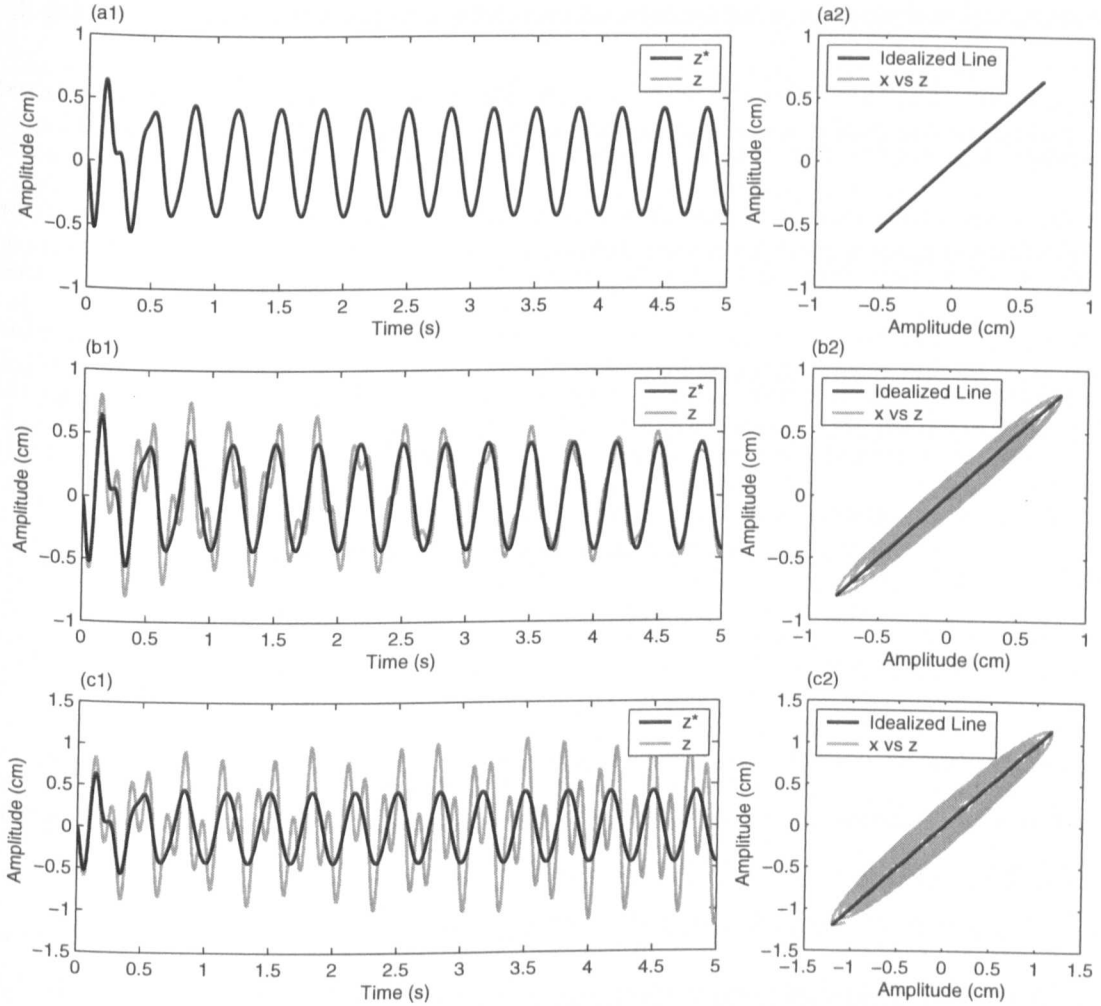 (a1)
z*
z
1
0.5
0
−0.5
−1
Amplitude (cm)
0 0.5 1 1.5 2 2.5 3 3.5 4 4.5 5
Time (s)
(a2)
Idealized Line
x vs z
1
0.5
0
−0.5
−1
Amplitude (cm)
−1 −0.5 0 0.5 1
Amplitude (cm)
(b1)
z*
z
1
0.5
0
−0.5
−1
Amplitude (cm)
0 0.5 1 1.5 2 2.5 3 3.5 4 4.5 5
Time (s)
(b2)
Idealized Line
x vs z
1
0.5
0
−0.5
−1
Amplitude (cm)
−1 −0.5 0 0.5 1
Amplitude (cm)
(c1)
z*
z
1.5
1
0.5
0
−0.5
−1
−1.5
Amplitude (cm)
0 0.5 1 1.5 2 2.5 3 3.5 4 4.5 5
Time (s)
(c2)
Idealized Line
x vs z
1.5
1
0.5
0
−0.5
−1
−1.5
Amplitude (cm)
−1.5 −1 −0.5 0 0.5 1 1.5
Amplitude (cm)